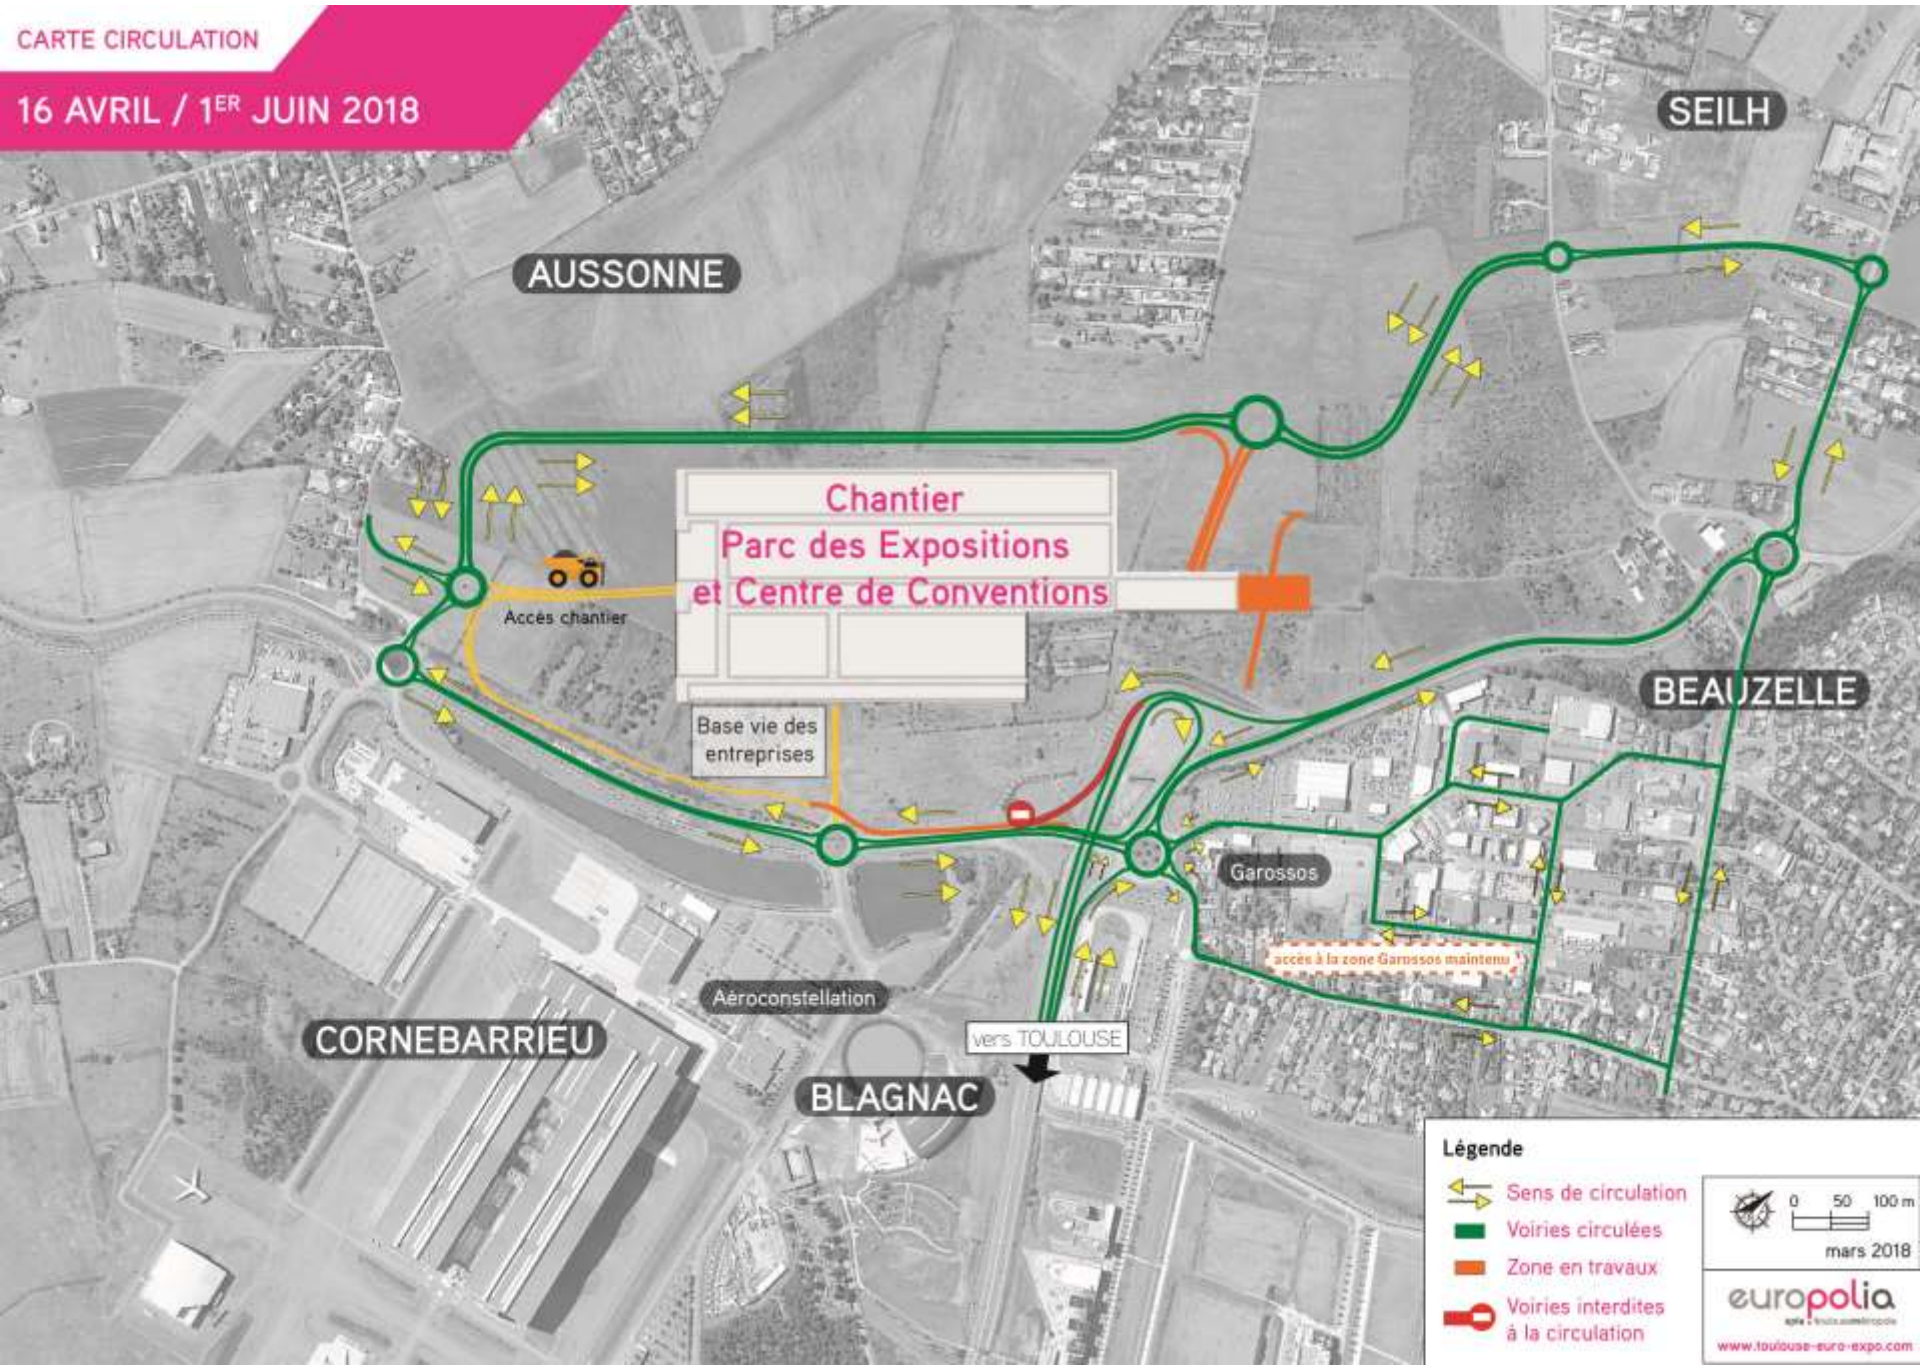 CARTE CIRCULATION
16 AVRIL / 1ER JUIN 2018
SEILH
AUSSONNE
Chantier
Parc des Expositions
et Centre de Conventions
Accès chantier
BEAUZELLE
Base vie des
entreprises
Garossos
accès à la zone Garossos maintenu
Aéroconstellation
CORNEBARRIEU
vers TOULOUSE
BLAGNAC
Légende
Sens de circulation
Voiries circulées
Zone en travaux
Voiries interdites
à la circulation
0 50 100 m
mars 2018
europolia
www.toulouse-euro-expo.com